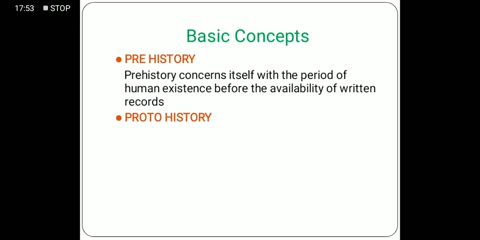 17:53 STOP
Basic Concepts
PRE HISTORY
Prehistory concerns itself with the period of
human existence before the availability of written
records
PROTO HISTORY